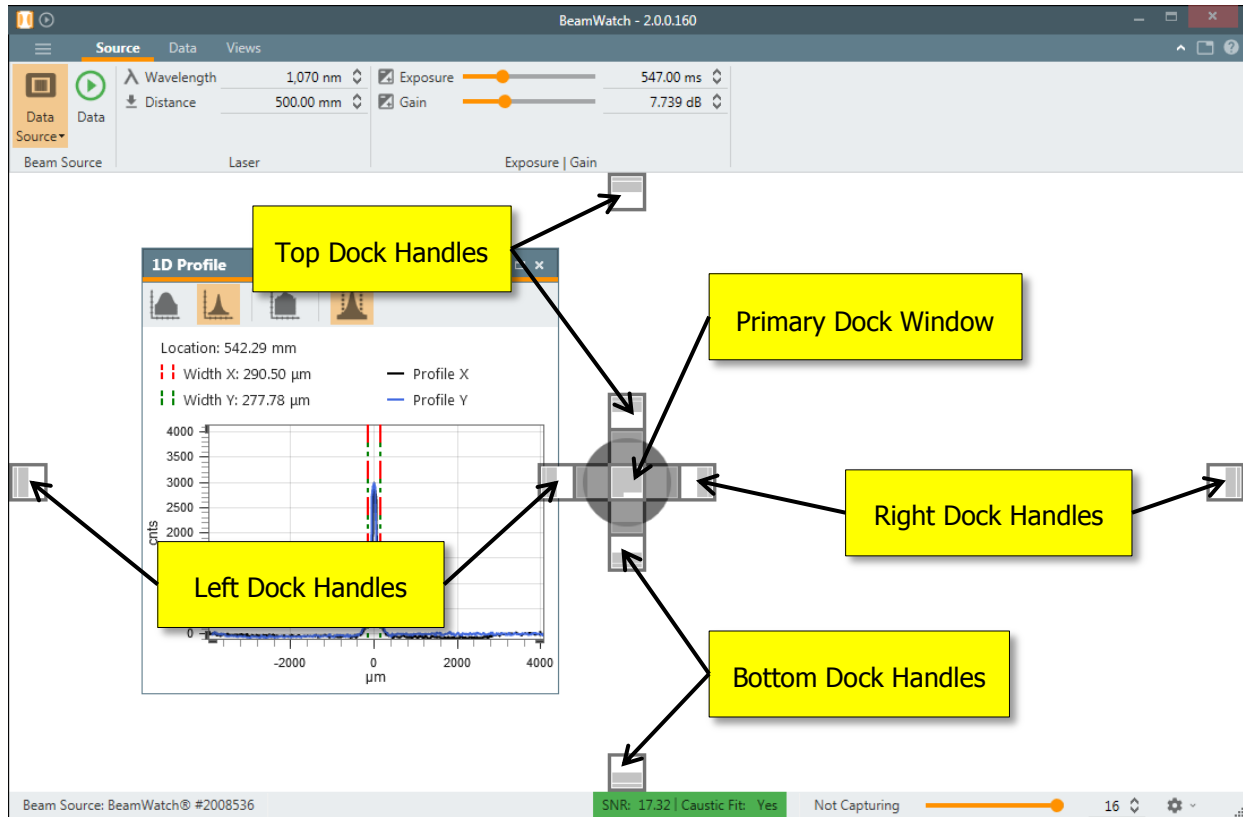 BeamWatch - 2.0.0.160
Source Data Views
Wavelength 1,070 nm Exposure 547.00 ms
Distance 500.00 mm Gain 7.739 dB
Data Source
Data
Beam Source Laser Exposure | Gain
Top Dock Handles
1D Profile
Primary Dock Window
Location: 542.29 mm
Width X: 290.50 µm Profile X
Width Y: 277.78 µm Profile Y
4000
3500
3000
2500
2000
cnts
Right Dock Handles
Left Dock Handles
0
-2000 0 2000 4000
µm
Bottom Dock Handles
Beam Source: BeamWatch® #2008536 SNR: 17.32 | Caustic Fit: Yes Not Capturing 16